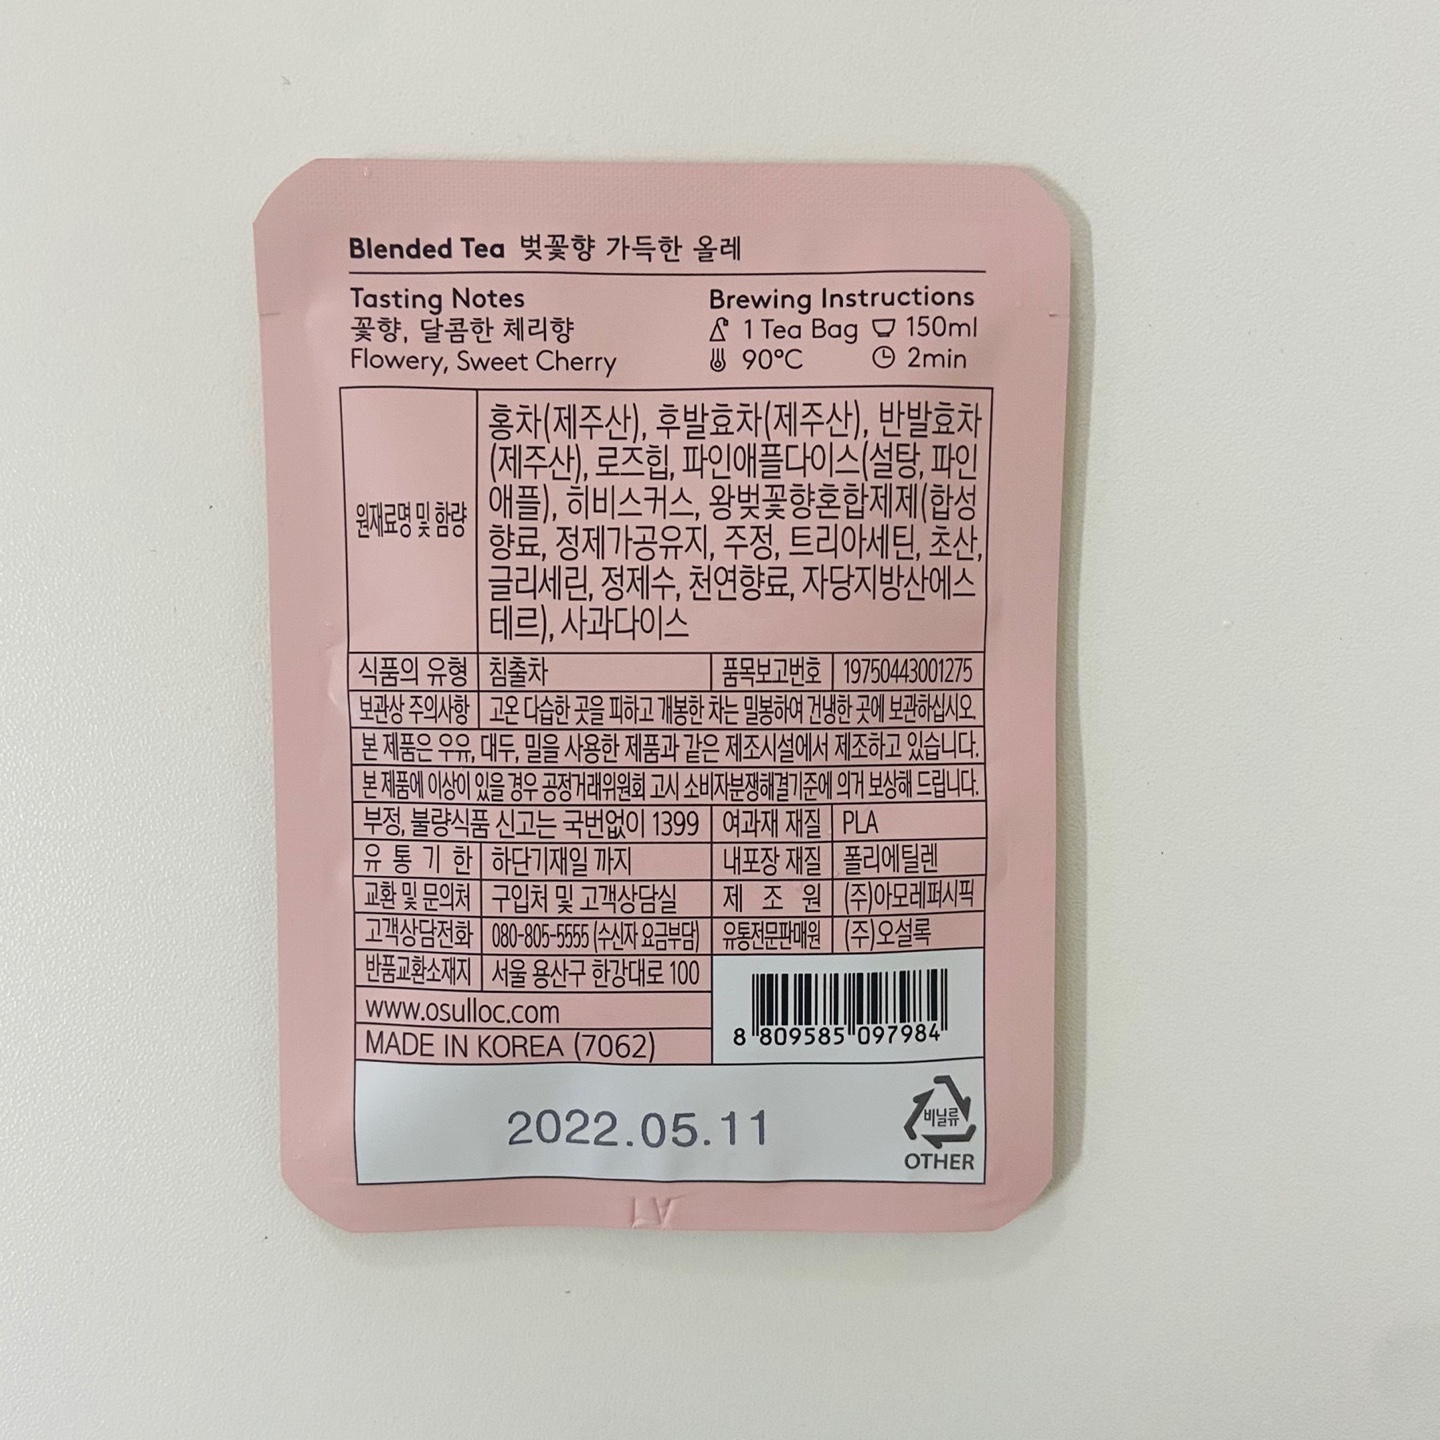 Blended Tea 벚꽃향 가득한 올레
Tasting Notes
꽃향, 달콤한 체리향
Flowery, Sweet Cherry
Brewing Instructions
1 Tea Bag 150ml
90°C 2min
원재료명 및 함량
홍차(제주산), 후발효차(제주산), 반발효차
(제주산), 로즈힙, 파인애플다이스(설탕, 파인
애플), 히비스커스, 왕벚꽃향혼합제제(합성
향료, 정제가공유지, 주정, 트리아세틴, 초산,
글리세린, 정제수, 천연향료, 자당지방산에스
테르), 사과다이스
식품의 유형 침출차 품목보고번호 19750443001275
보관상 주의사항 고온 다습한 곳을 피하고 개봉한 차는 밀봉하여 건냉한 곳에 보관하십시오.
본 제품은 우유, 대두, 밀을 사용한 제품과 같은 제조시설에서 제조하고 있습니다.
본 제품에 이상이 있을 경우 공정거래위원회 고시 소비자분쟁해결기준에 의거 보상해 드립니다.
부정, 불량식품 신고는 국번없이 1399 여과재 재질 PLA
유 통 기 한 하단기재일 까지 내포장 재질 폴리에틸렌
교환 및 문의처 구입처 및 고객상담실 제 조 원 (주)아모레퍼시픽
고객상담전화 080-805-5555 (수신자 요금부담) 유통전문판매원 (주)오설록
반품교환소재지 서울 용산구 한강대로 100
www.osulloc.com
MADE IN KOREA (7062)
8 809585 097984
2022.05.11
비닐류
OTHER